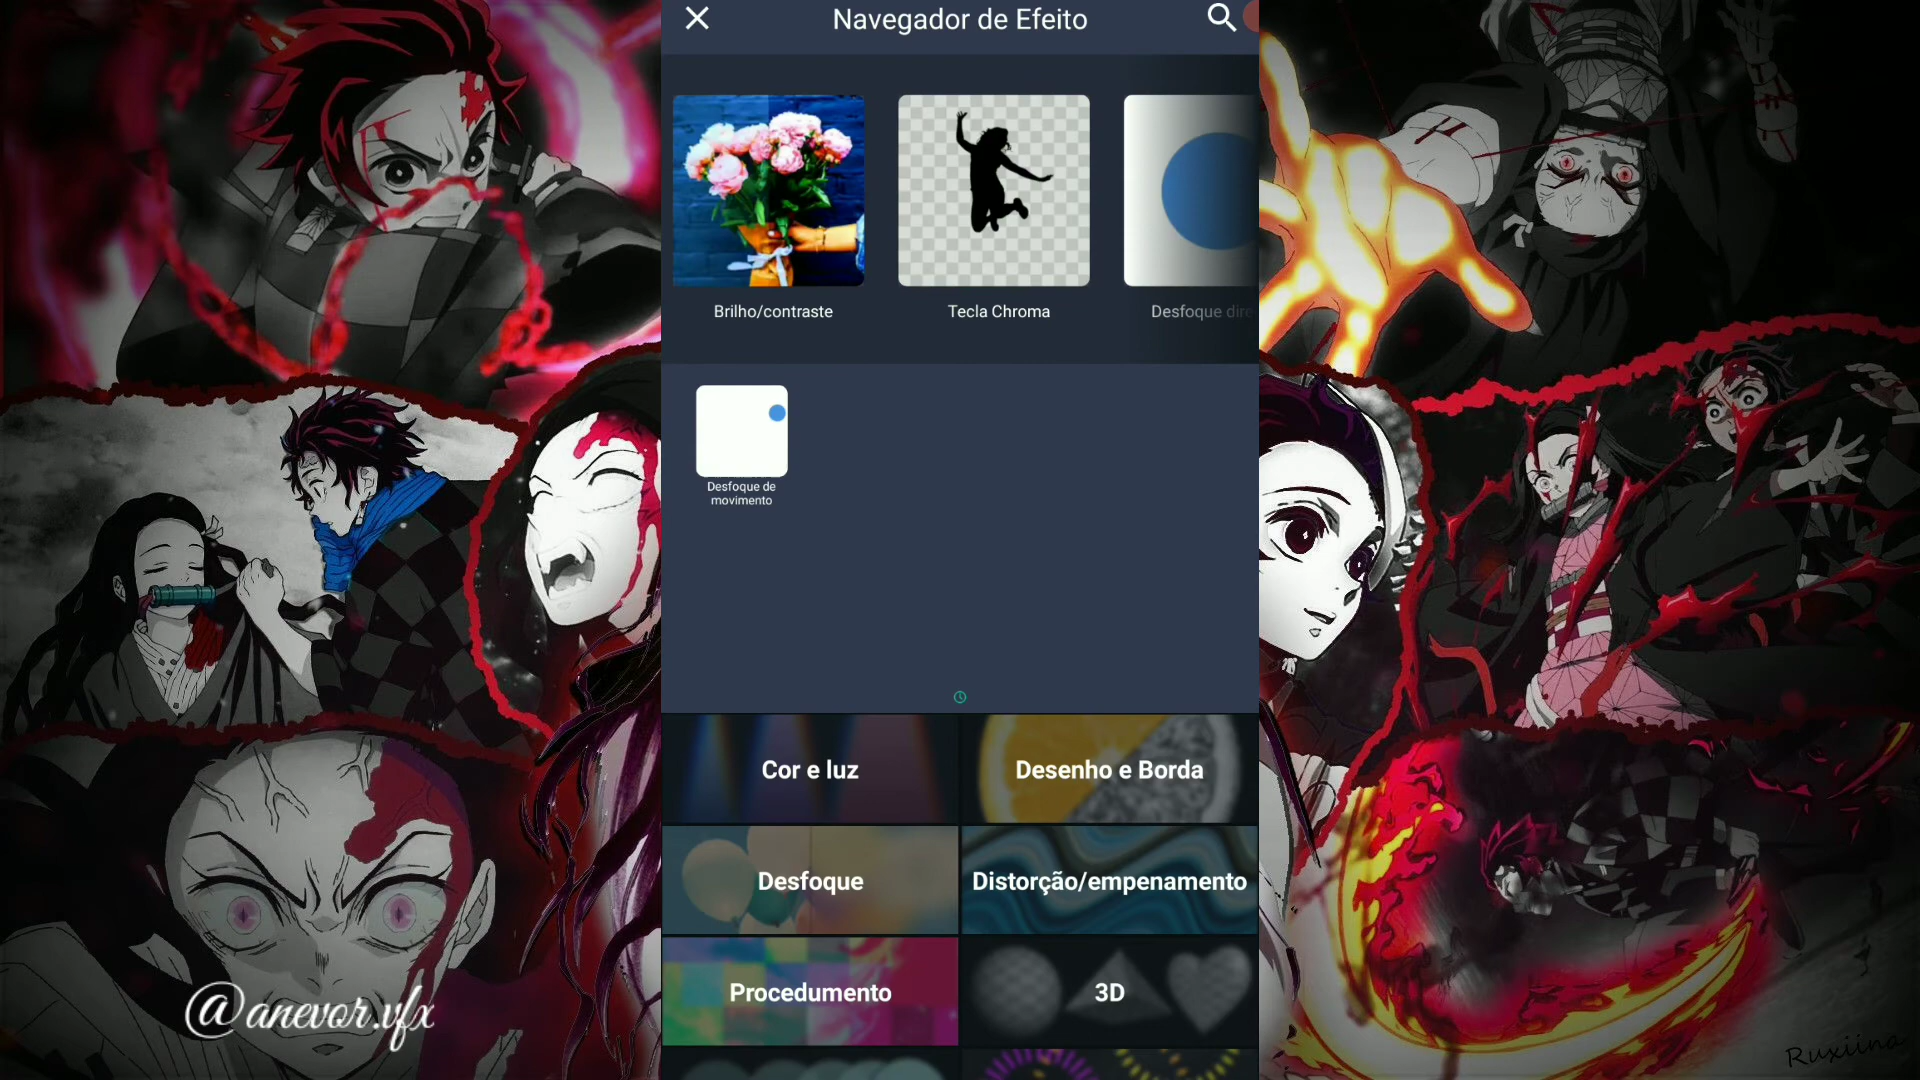 Navegador de Efeito
Brilho/contraste
Tecla Chroma
Desfoque dire
Desfoque de
movimento
Cor e luz
Desenho e Borda
Desfoque
Distorção/empenamento
Procedumento
3D
@anevor.vfx
Ruxiina